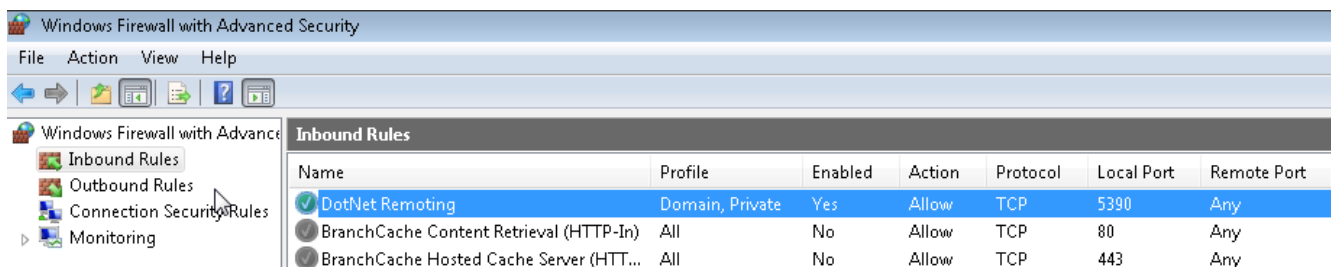 Windows Firewall with Advanced Security
File Action View Help
Windows Firewall with Advance
Inbound Rules
Outbound Rules
Connection Security Rules
Monitoring
Inbound Rules
Name Profile Enabled Action Protocol Local Port Remote Port
DotNet Remoting Domain, Private Yes Allow TCP 5390 Any
BranchCache Content Retrieval (HTTP-In) All No Allow TCP 80 Any
BranchCache Hosted Cache Server (HTT... All No Allow TCP 443 Any